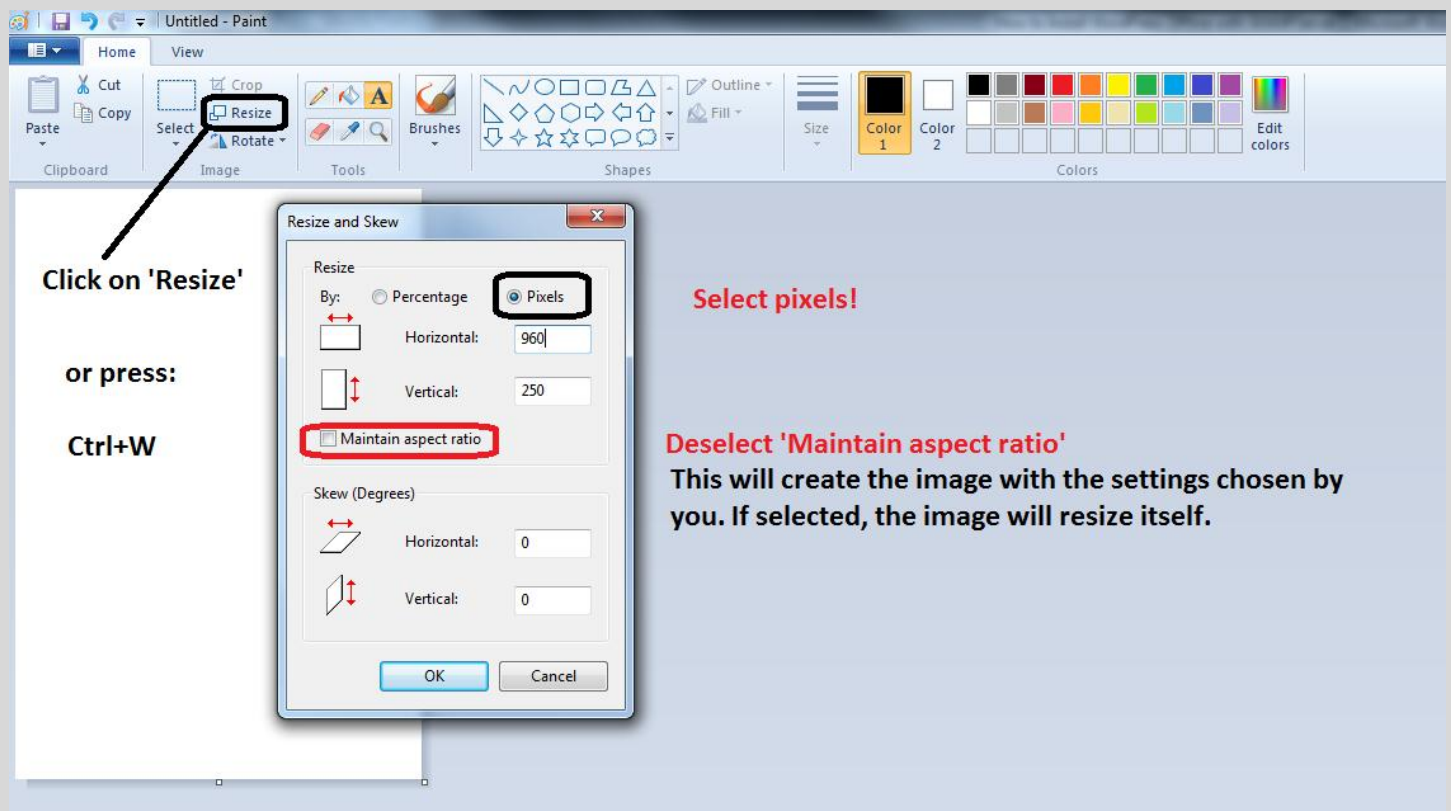 Untitled - Paint
Home View
Cut
Copy
Paste
Clipboard
Select
Crop
Resize
Rotate
Image
A
Tools
Brushes
Outline
Fill
Shapes
Size
Color 1
Color 2
Edit colors
Colors
Click on 'Resize'
or press:
Ctrl+W
Resize and Skew
Resize
By: Percentage Pixels
Horizontal: 960
Vertical: 250
Maintain aspect ratio
Skew (Degrees)
Horizontal: 0
Vertical: 0
OK Cancel
Select pixels!
Deselect 'Maintain aspect ratio'
This will create the image with the settings chosen by
you. If selected, the image will resize itself.